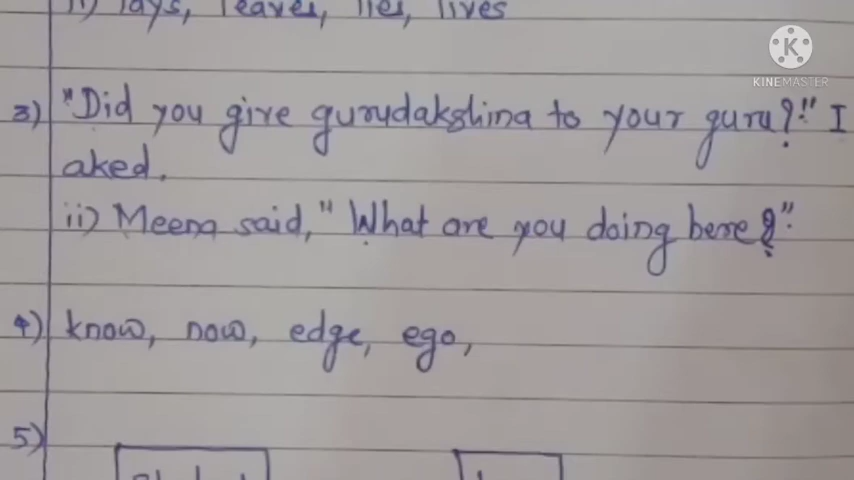 ii) lays, leaves, lies, lives
KINEMASTER
3) "Did you give gurudakshina to your guru?" I
aked.
ii) Meena said, "What are you doing here?"
4) know, now, edge, ego,
5)